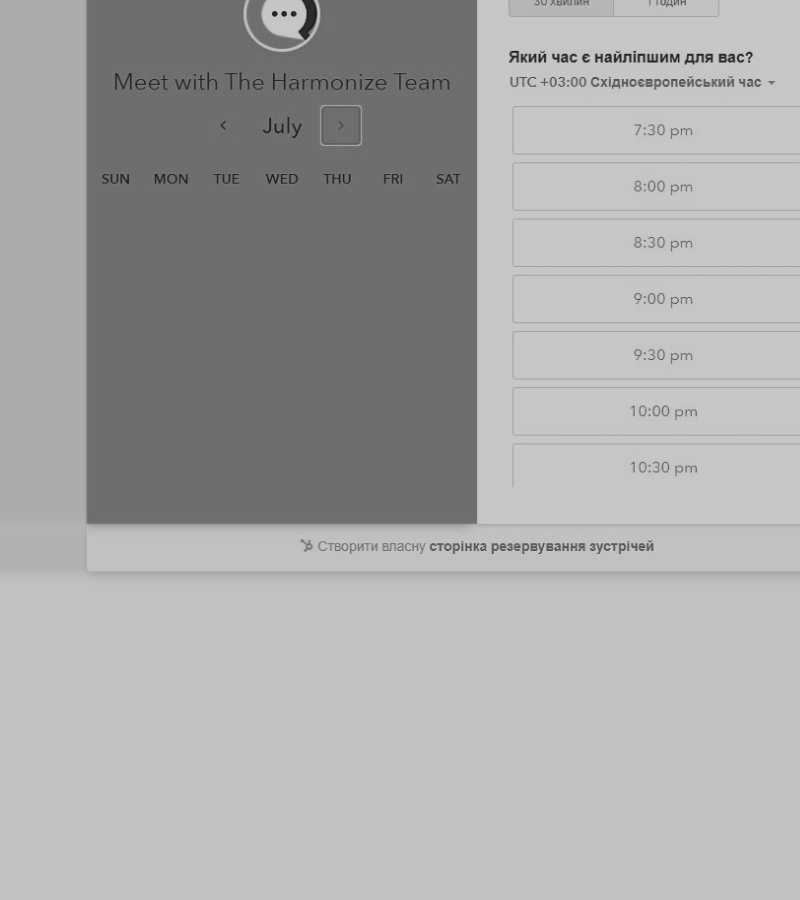 30 хвилин 1 годин
Meet with The Harmonize Team
July
SUN MON TUE WED THU FRI SAT
Який час є найліпшим для вас?
UTC +03:00 Східноєвропейський час
7:30 pm
8:00 pm
8:30 pm
9:00 pm
9:30 pm
10:00 pm
10:30 pm
Створити власну сторінка резервування зустрічей